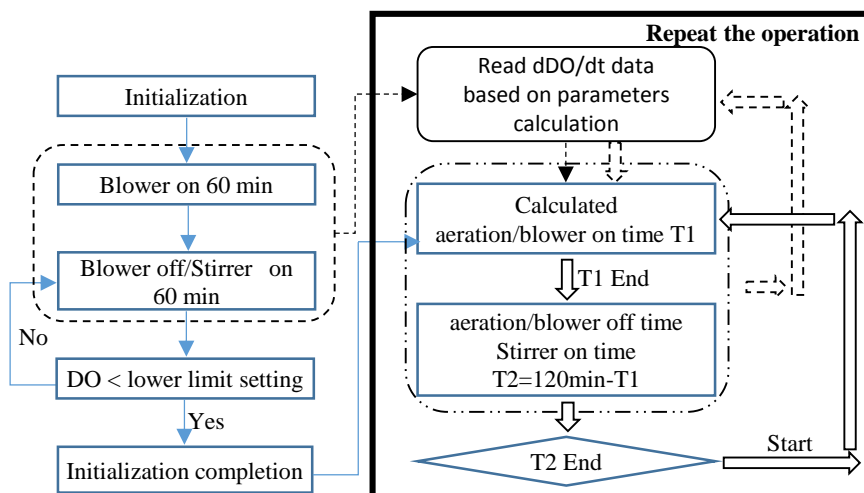 Initialization
Blower on 60 min
Blower off/Stirrer on
60 min
No
DO < lower limit setting
Yes
Initialization completion
Repeat the operation
Read dDO/dt data
based on parameters
calculation
Calculated
aeration/blower on time T1
T1 End
aeration/blower off time
Stirrer on time
T2=120min-T1
T2 End
Start